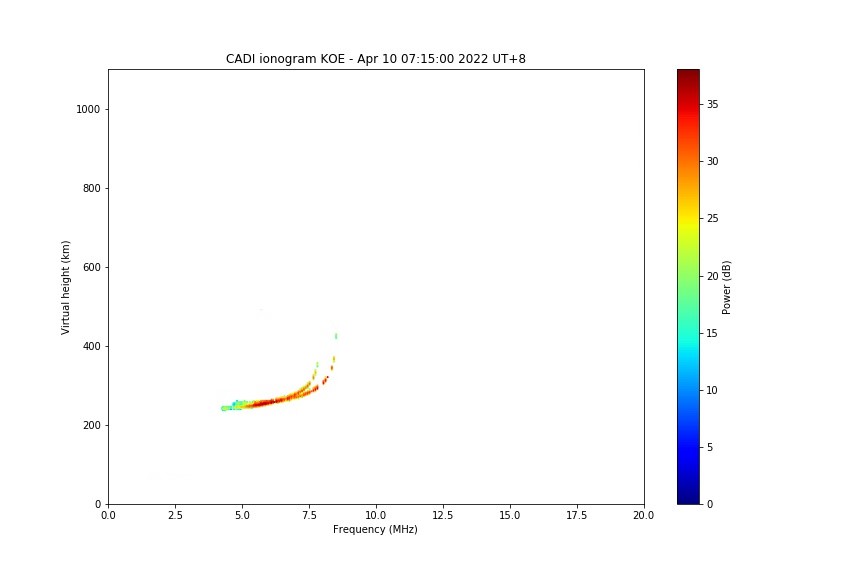 CADI ionogram KOE - Apr 10 07:15:00 2022 UT+8
Virtual height (km)
1000
800
600
400
200
0
0.0 2.5 5.0 7.5 10.0 12.5 15.0 17.5 20.0
Frequency (MHz)
35
30
25
20
15
10
5
0
Power (dB)